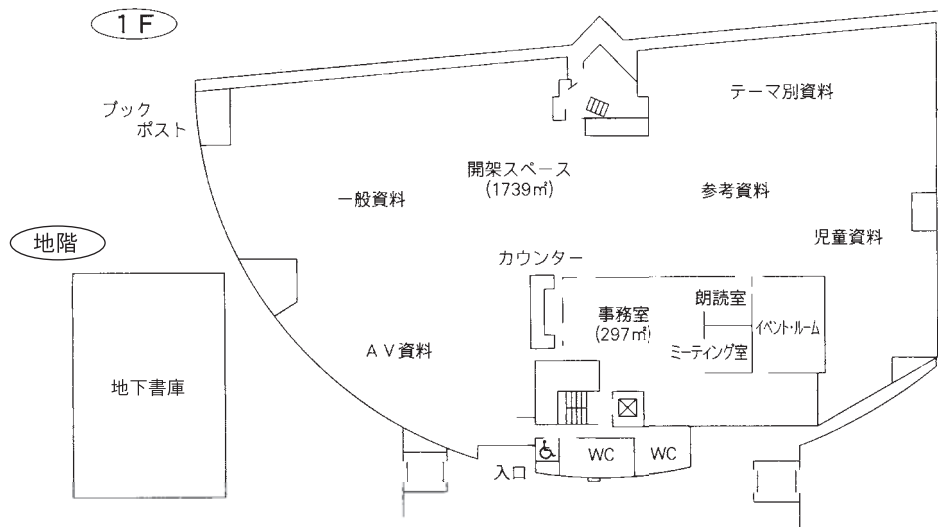 1F
ブック
ポスト
テーマ別資料
開架スペース
(1739㎡)
一般資料
参考資料
児童資料
地階
カウンター
事務室
(297㎡)
朗読室
イベント・ルーム
ミーティング室
AV資料
地下書庫
入口
WC
WC